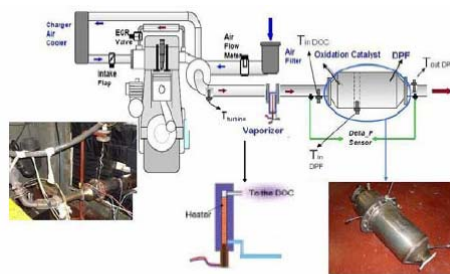 Charger
Air
Cooler
EGR
Valve
Air
Flow
Meter
Air
Filter
Intake
Flap
T in DOC
Oxidation Catalyst
DPF
T out DPF
T turbine
Vaporizer
Delta_P
Sensor
T in
DPF
To the DOC
Heater